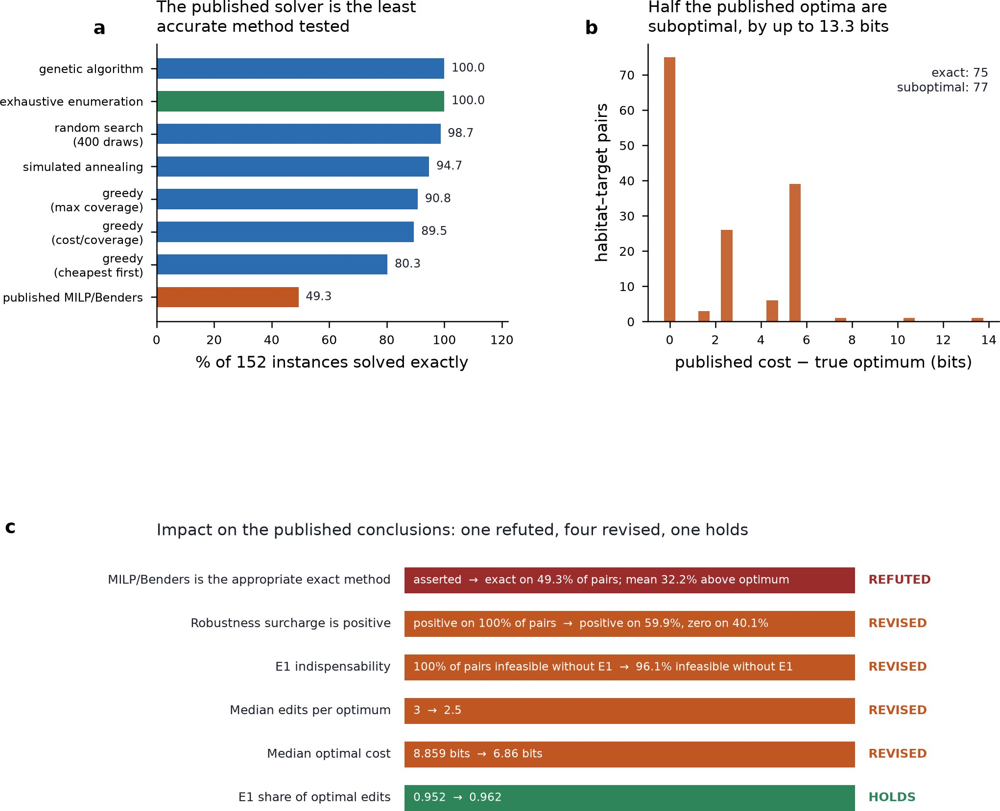 The published solver is the least
accurate method tested
a
genetic algorithm
100.0
exhaustive enumeration
100.0
random search
(400 draws)
98.7
simulated annealing
94.7
greedy
(max coverage)
90.8
greedy
(cost/coverage)
89.5
greedy
(cheapest first)
80.3
published MILP/Benders
49.3
0 20 40 60 80 100 120
% of 152 instances solved exactly
Half the published optima are
suboptimal, by up to 13.3 bits
b
exact: 75
suboptimal: 77
habitat–target pairs
70
60
50
40
30
20
10
0
0 2 4 6 8 10 12 14
published cost − true optimum (bits)
c
Impact on the published conclusions: one refuted, four revised, one holds
MILP/Benders is the appropriate exact method asserted → exact on 49.3% of pairs; mean 32.2% above optimum REFUTED
Robustness surcharge is positive positive on 100% of pairs → positive on 59.9%, zero on 40.1% REVISED
E1 indispensability 100% of pairs infeasible without E1 → 96.1% infeasible without E1 REVISED
Median edits per optimum 3 → 2.5 REVISED
Median optimal cost 8.859 bits → 6.86 bits REVISED
E1 share of optimal edits 0.952 → 0.962 HOLDS